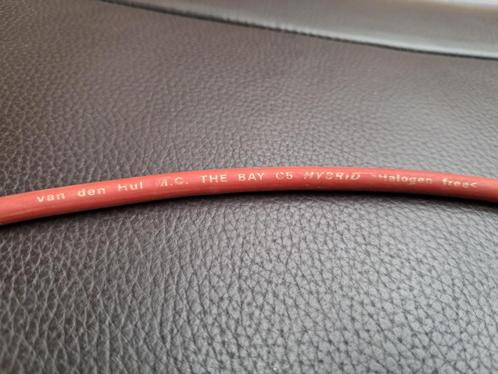 van den Hul M.C. THE BAY C5 HYBRID >Halogen free<